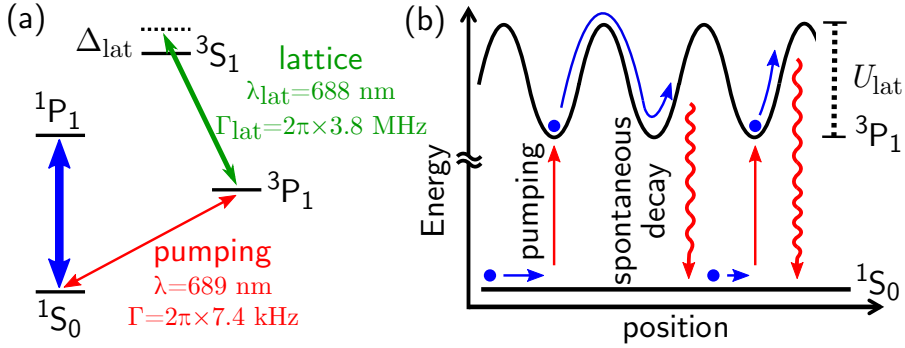 (a)
Δlat
³S₁
lattice
λlat=688 nm
Γlat=2π×3.8 MHz
¹P₁
³P₁
pumping
λ=689 nm
Γ=2π×7.4 kHz
¹S₀
(b)
Energy
pumping
spontaneous
decay
Ulat
³P₁
¹S₀
position